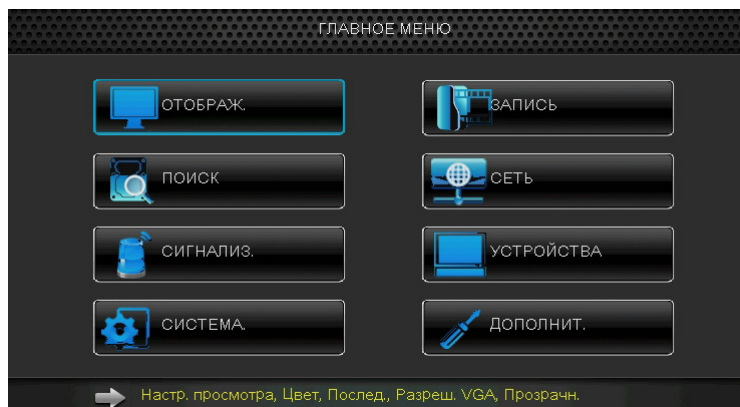 ГЛАВНОЕ МЕНЮ
ОТОБРАЖ.
ЗАПИСЬ
ПОИСК
СЕТЬ
СИГНАЛИЗ.
УСТРОЙСТВА
СИСТЕМА.
ДОПОЛНИТ.
Настр. просмотра, Цвет, Послед., Разреш. VGA, Прозрачн.